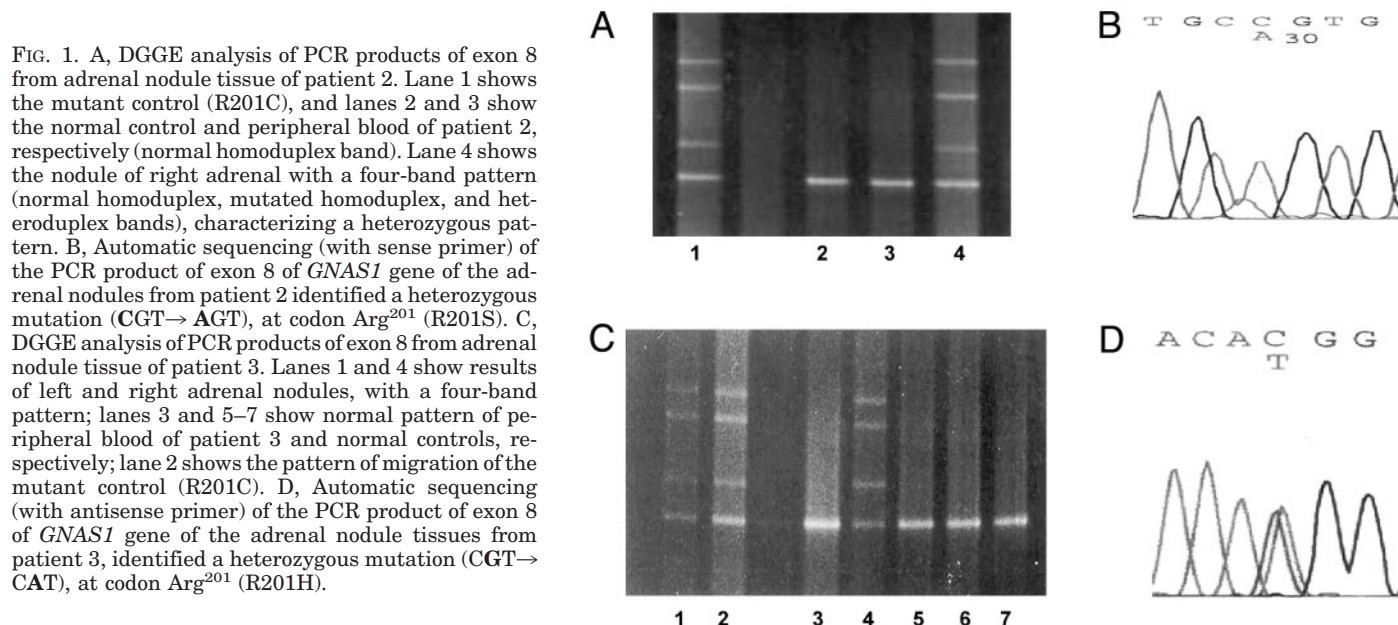 FIG. 1. A, DGGE analysis of PCR products of exon 8
from adrenal nodule tissue of patient 2. Lane 1 shows
the mutant control (R201C), and lanes 2 and 3 show
the normal control and peripheral blood of patient 2,
respectively (normal homoduplex band). Lane 4 shows
the nodule of right adrenal with a four-band pattern
(normal homoduplex, mutated homoduplex, and het-
eroduplex bands), characterizing a heterozygous pat-
tern. B, Automatic sequencing (with sense primer) of
the PCR product of exon 8 of GNAS1 gene of the ad-
renal nodules from patient 2 identified a heterozygous
mutation (CGT→ AGT), at codon Arg²⁰¹ (R201S). C,
DGGE analysis of PCR products of exon 8 from adrenal
nodule tissue of patient 3. Lanes 1 and 4 show results
of left and right adrenal nodules, with a four-band
pattern; lanes 3 and 5–7 show normal pattern of pe-
ripheral blood of patient 3 and normal controls, re-
spectively; lane 2 shows the pattern of migration of the
mutant control (R201C). D, Automatic sequencing
(with antisense primer) of the PCR product of exon 8
of GNAS1 gene of the adrenal nodule tissues from
patient 3, identified a heterozygous mutation (CGT→
CAT), at codon Arg²⁰¹ (R201H).
A
1 2 3 4
B
T G C C G T G
A 30
C
1 2 3 4 5 6 7
D
A C A C G G
T